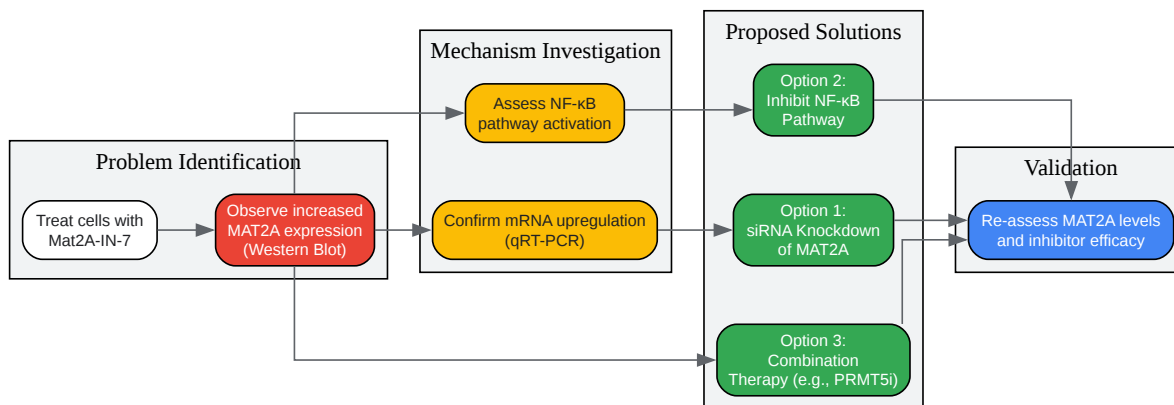 Problem Identification
Treat cells with
Mat2A-IN-7
Observe increased
MAT2A expression
(Western Blot)
Mechanism Investigation
Assess NF-κB
pathway activation
Confirm mRNA upregulation
(qRT-PCR)
Proposed Solutions
Option 2:
Inhibit NF-κB
Pathway
Option 1:
siRNA Knockdown
of MAT2A
Option 3:
Combination
Therapy (e.g., PRMT5i)
Validation
Re-assess MAT2A levels
and inhibitor efficacy